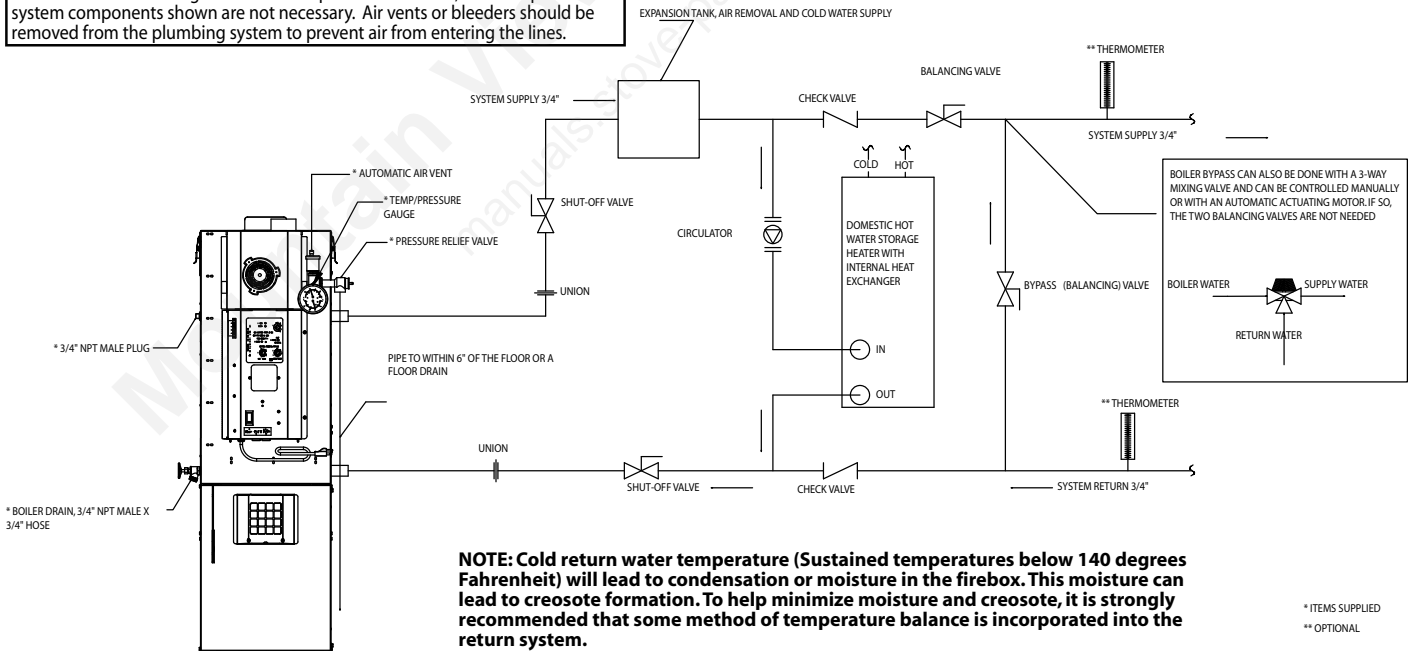 system components shown are not necessary. Air vents or bleeders should be
removed from the plumbing system to prevent air from entering the lines.
EXPANSION TANK, AIR REMOVAL AND COLD WATER SUPPLY
** THERMOMETER
BALANCING VALVE
SYSTEM SUPPLY 3/4"
CHECK VALVE
SYSTEM SUPPLY 3/4"
COLD
HOT
* AUTOMATIC AIR VENT
* TEMP/PRESSURE
GAUGE
* PRESSURE RELIEF VALVE
SHUT-OFF VALVE
CIRCULATOR
DOMESTIC HOT
WATER STORAGE
HEATER WITH
INTERNAL HEAT
EXCHANGER
BOILER BYPASS CAN ALSO BE DONE WITH A 3-WAY
MIXING VALVE AND CAN BE CONTROLLED MANUALLY
OR WITH AN AUTOMATIC ACTUATING MOTOR. IF SO,
THE TWO BALANCING VALVES ARE NOT NEEDED
UNION
BYPASS (BALANCING) VALVE
BOILER WATER
SUPPLY WATER
RETURN WATER
* 3/4" NPT MALE PLUG
PIPE TO WITHIN 6" OF THE FLOOR OR A
FLOOR DRAIN
IN
OUT
** THERMOMETER
UNION
SHUT-OFF VALVE
CHECK VALVE
SYSTEM RETURN 3/4"
* BOILER DRAIN, 3/4" NPT MALE X
3/4" HOSE
NOTE: Cold return water temperature (Sustained temperatures below 140 degrees
Fahrenheit) will lead to condensation or moisture in the firebox. This moisture can
lead to creosote formation. To help minimize moisture and creosote, it is strongly
recommended that some method of temperature balance is incorporated into the
return system.
* ITEMS SUPPLIED
** OPTIONAL